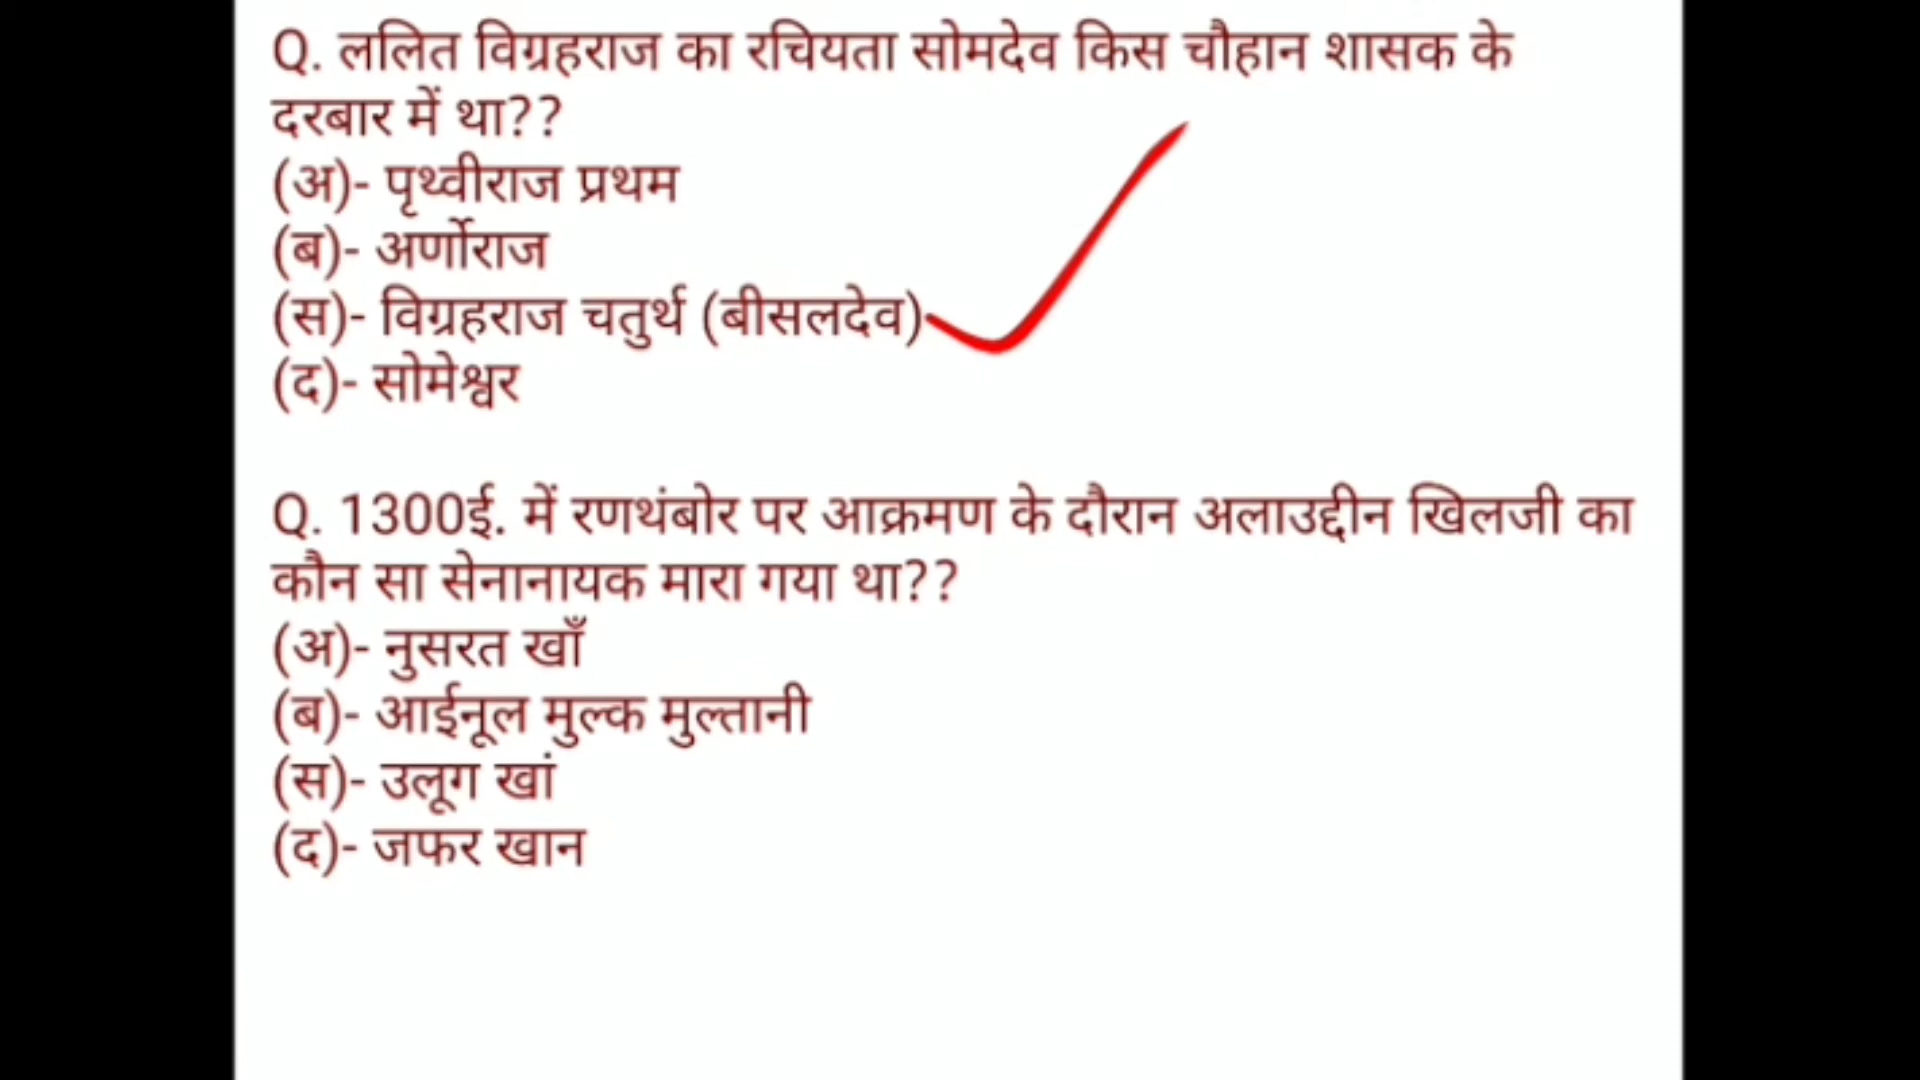 Q. ललित विग्रहराज का रचियता सोमदेव किस चौहान शासक के
दरबार में था??
(अ)- पृथ्वीराज प्रथम
(ब)- अर्णोराज
(स)- विग्रहराज चतुर्थ (बीसलदेव)
(द)- सोमेश्वर
Q. 1300ई. में रणथंबोर पर आक्रमण के दौरान अलाउद्दीन खिलजी का
कौन सा सेनानायक मारा गया था??
(अ)- नुसरत खाँ
(ब)- आईनूल मुल्क मुल्तानी
(स)- उलूग खां
(द)- जफर खान